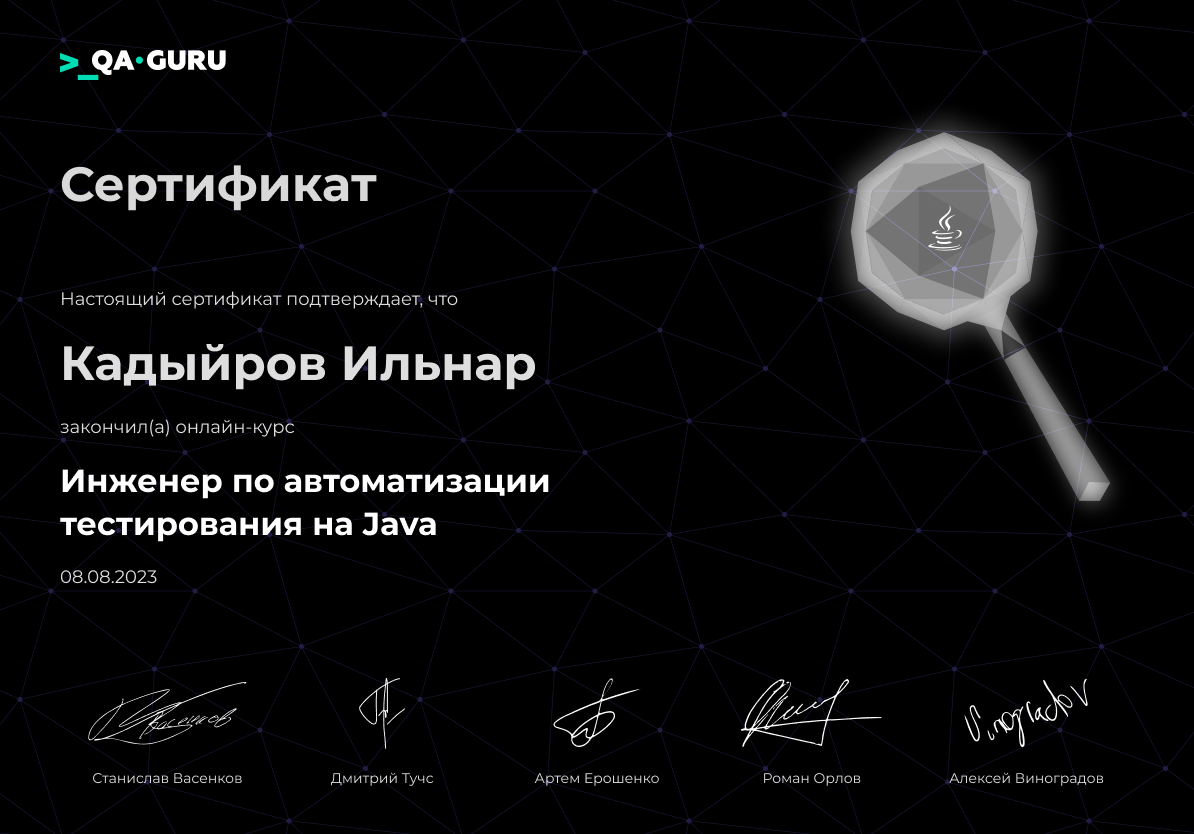 >_QA·GURU
Сертификат
Настоящий сертификат подтверждает, что
Кадыйров Ильнар
закончил(а) онлайн-курс
Инженер по автоматизации
тестирования на Java
08.08.2023
Васенков
Vinogradov
Станислав Васенков
Дмитрий Тучс
Артем Ерошенко
Роман Орлов
Алексей Виноградов